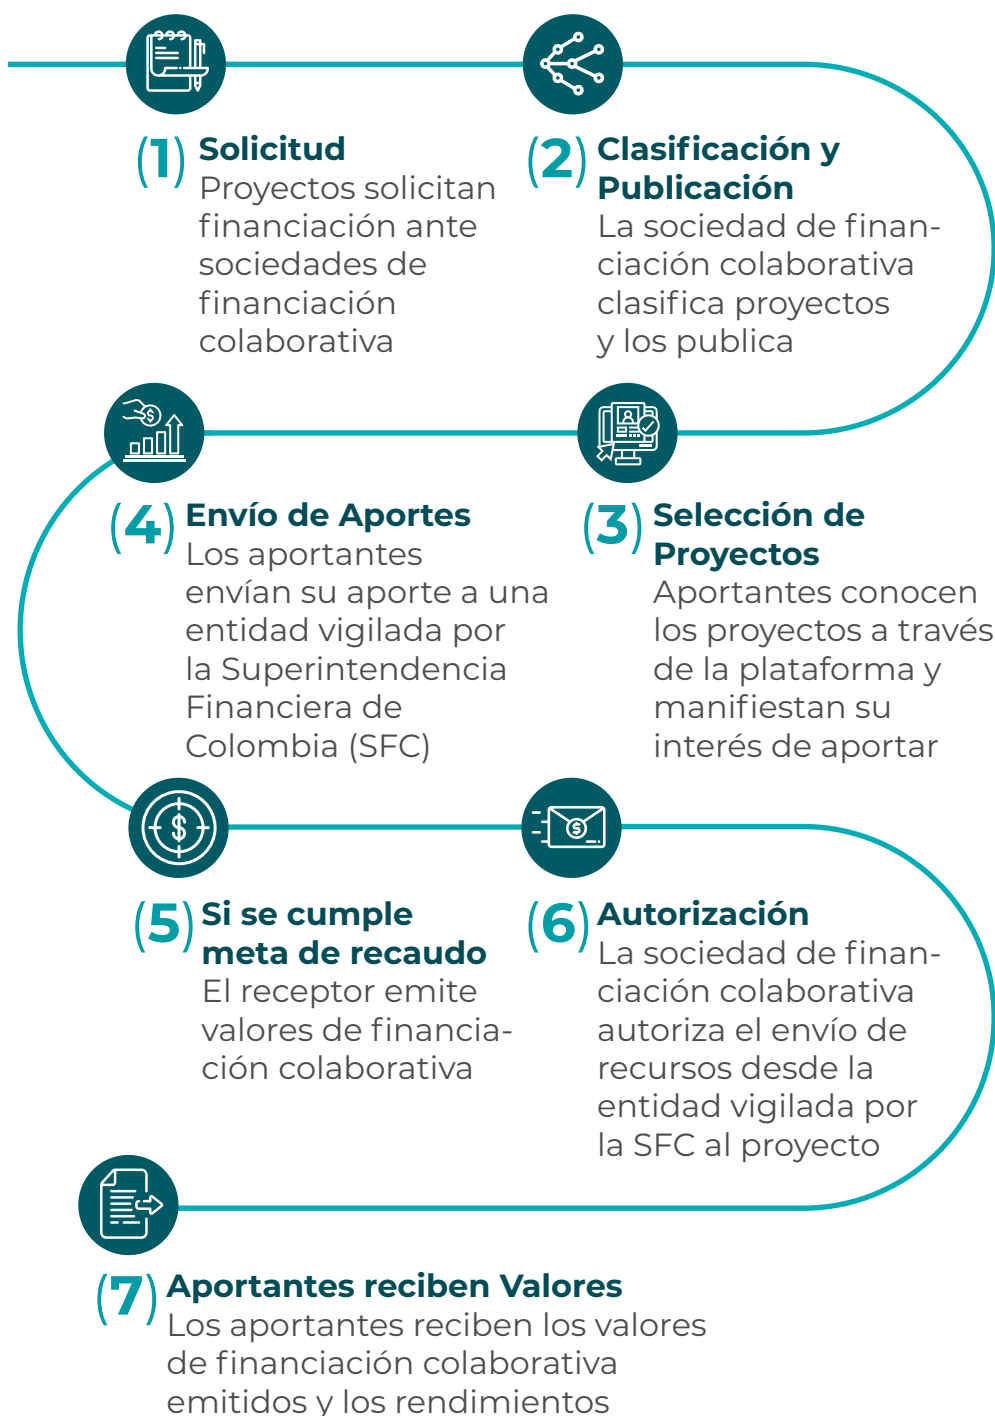 (1) Solicitud
Proyectos solicitan
financiación ante
sociedades de
financiación
colaborativa
(2) Clasificación y
Publicación
La sociedad de finan-
ciación colaborativa
clasifica proyectos
y los publica
(3) Selección de
Proyectos
Aportantes conocen
los proyectos a través
de la plataforma y
manifiestan su
interés de aportar
(4) Envío de Aportes
Los aportantes
envían su aporte a una
entidad vigilada por
la Superintendencia
Financiera de
Colombia (SFC)
(5) Si se cumple
meta de recaudo
El receptor emite
valores de financia-
ción colaborativa
(6) Autorización
La sociedad de finan-
ciación colaborativa
autoriza el envío de
recursos desde la
entidad vigilada por
la SFC al proyecto
(7) Aportantes reciben Valores
Los aportantes reciben los valores
de financiación colaborativa
emitidos y los rendimientos